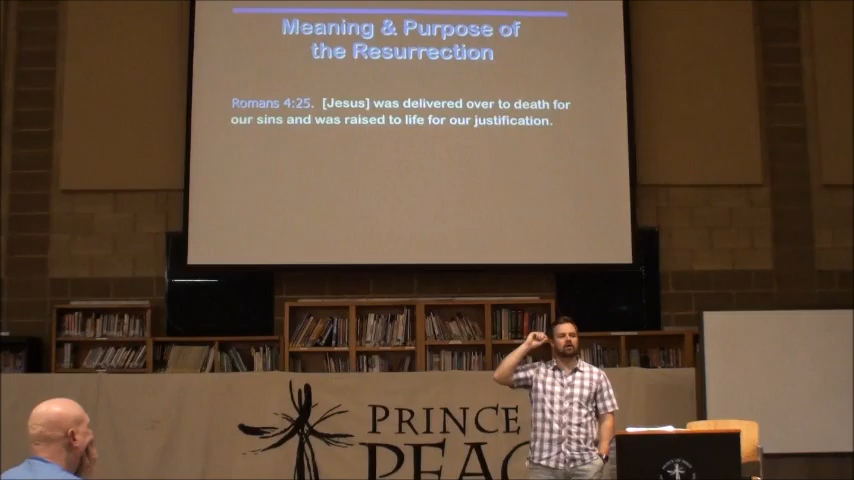 Meaning & Purpose of
the Resurrection
Romans 4:25. [Jesus] was delivered over to death for
our sins and was raised to life for our justification.
PRINCE
PEAC